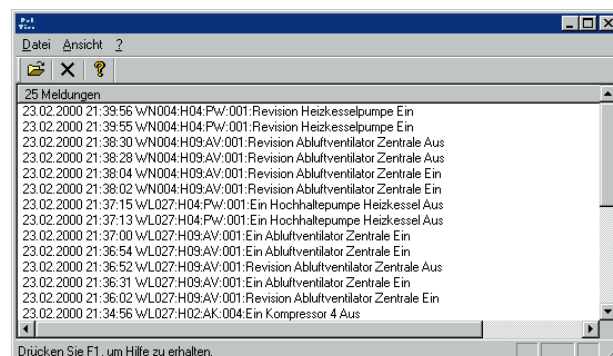 Datei Ansicht ?
25 Meldungen
23.02.2000 21:39:56 WN004:H04:PW:001:Revision Heizkesselpumpe Ein
23.02.2000 21:39:55 WN004:H04:PW:001:Revision Heizkesselpumpe Ein
23.02.2000 21:38:30 WN004:H09:AV:001:Revision Abluftventilator Zentrale Aus
23.02.2000 21:38:28 WN004:H09:AV:001:Revision Abluftventilator Zentrale Aus
23.02.2000 21:38:04 WN004:H09:AV:001:Revision Abluftventilator Zentrale Ein
23.02.2000 21:38:02 WN004:H09:AV:001:Revision Abluftventilator Zentrale Ein
23.02.2000 21:37:15 WL027:H04:PW:001:Ein Hochhaltepumpe Heizkessel Aus
23.02.2000 21:37:13 WL027:H04:PW:001:Ein Hochhaltepumpe Heizkessel Aus
23.02.2000 21:37:00 WL027:H09:AV:001:Ein Abluftventilator Zentrale Ein
23.02.2000 21:36:54 WL027:H09:AV:001:Ein Abluftventilator Zentrale Ein
23.02.2000 21:36:52 WL027:H09:AV:001:Revision Abluftventilator Zentrale Aus
23.02.2000 21:36:31 WL027:H09:AV:001:Ein Abluftventilator Zentrale Ein
23.02.2000 21:36:02 WL027:H09:AV:001:Revision Abluftventilator Zentrale Ein
23.02.2000 21:34:56 WL027:H02:AK:004:Ein Kompressor 4 Aus
Drücken Sie F1, um Hilfe zu erhalten.